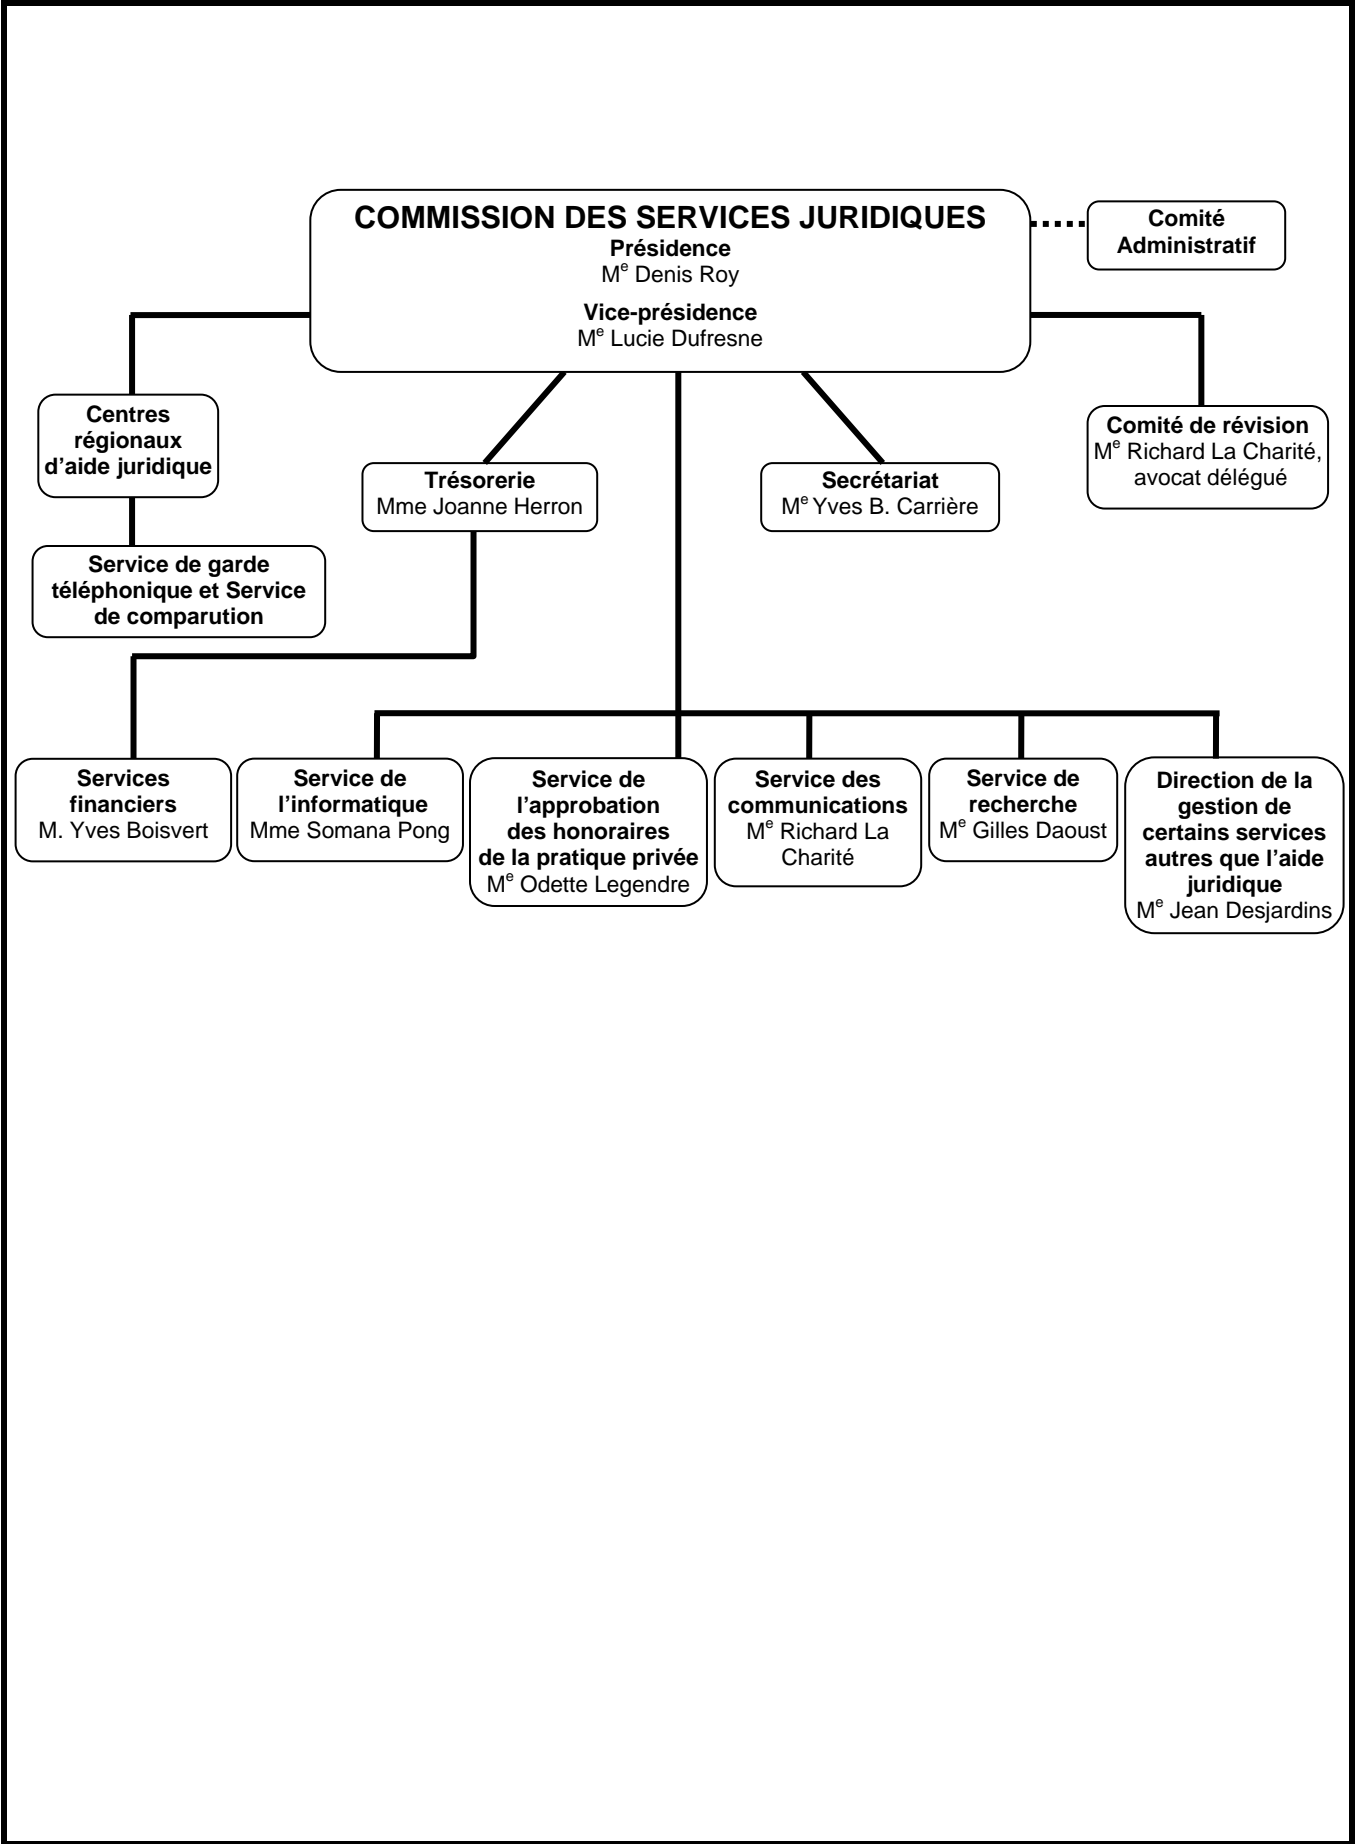 COMMISSION DES SERVICES JURIDIQUES
Présidence
Me Denis Roy
Vice-présidence
Me Lucie Dufresne
Comité
Administratif
Centres
régionaux
d’aide juridique
Comité de révision
Me Richard La Charité,
avocat délégué
Trésorerie
Mme Joanne Herron
Secrétariat
Me Yves B. Carrière
Service de garde
téléphonique et Service
de comparution
Services
financiers
M. Yves Boisvert
Service de
l’informatique
Mme Somana Pong
Service de
l’approbation
des honoraires
de la pratique privée
Me Odette Legendre
Service des
communications
Me Richard La
Charité
Service de
recherche
Me Gilles Daoust
Direction de la
gestion de
certains services
autres que l’aide
juridique
Me Jean Desjardins